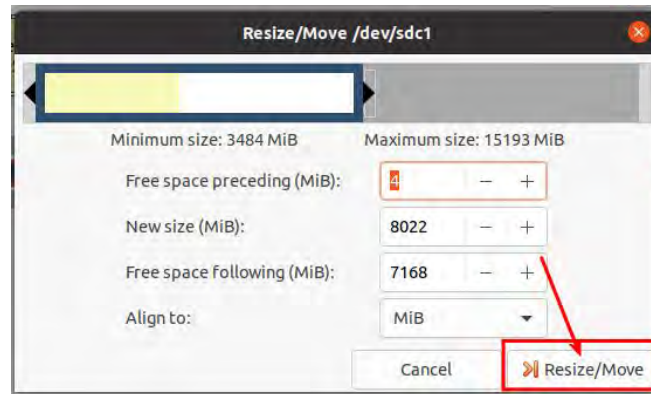 Resize/Move /dev/sdc1
Minimum size: 3484 MiB Maximum size: 15193 MiB
Free space preceding (MiB): 4 − +
New size (MiB): 8022 − +
Free space following (MiB): 7168 − +
Align to: MiB
Cancel Resize/Move